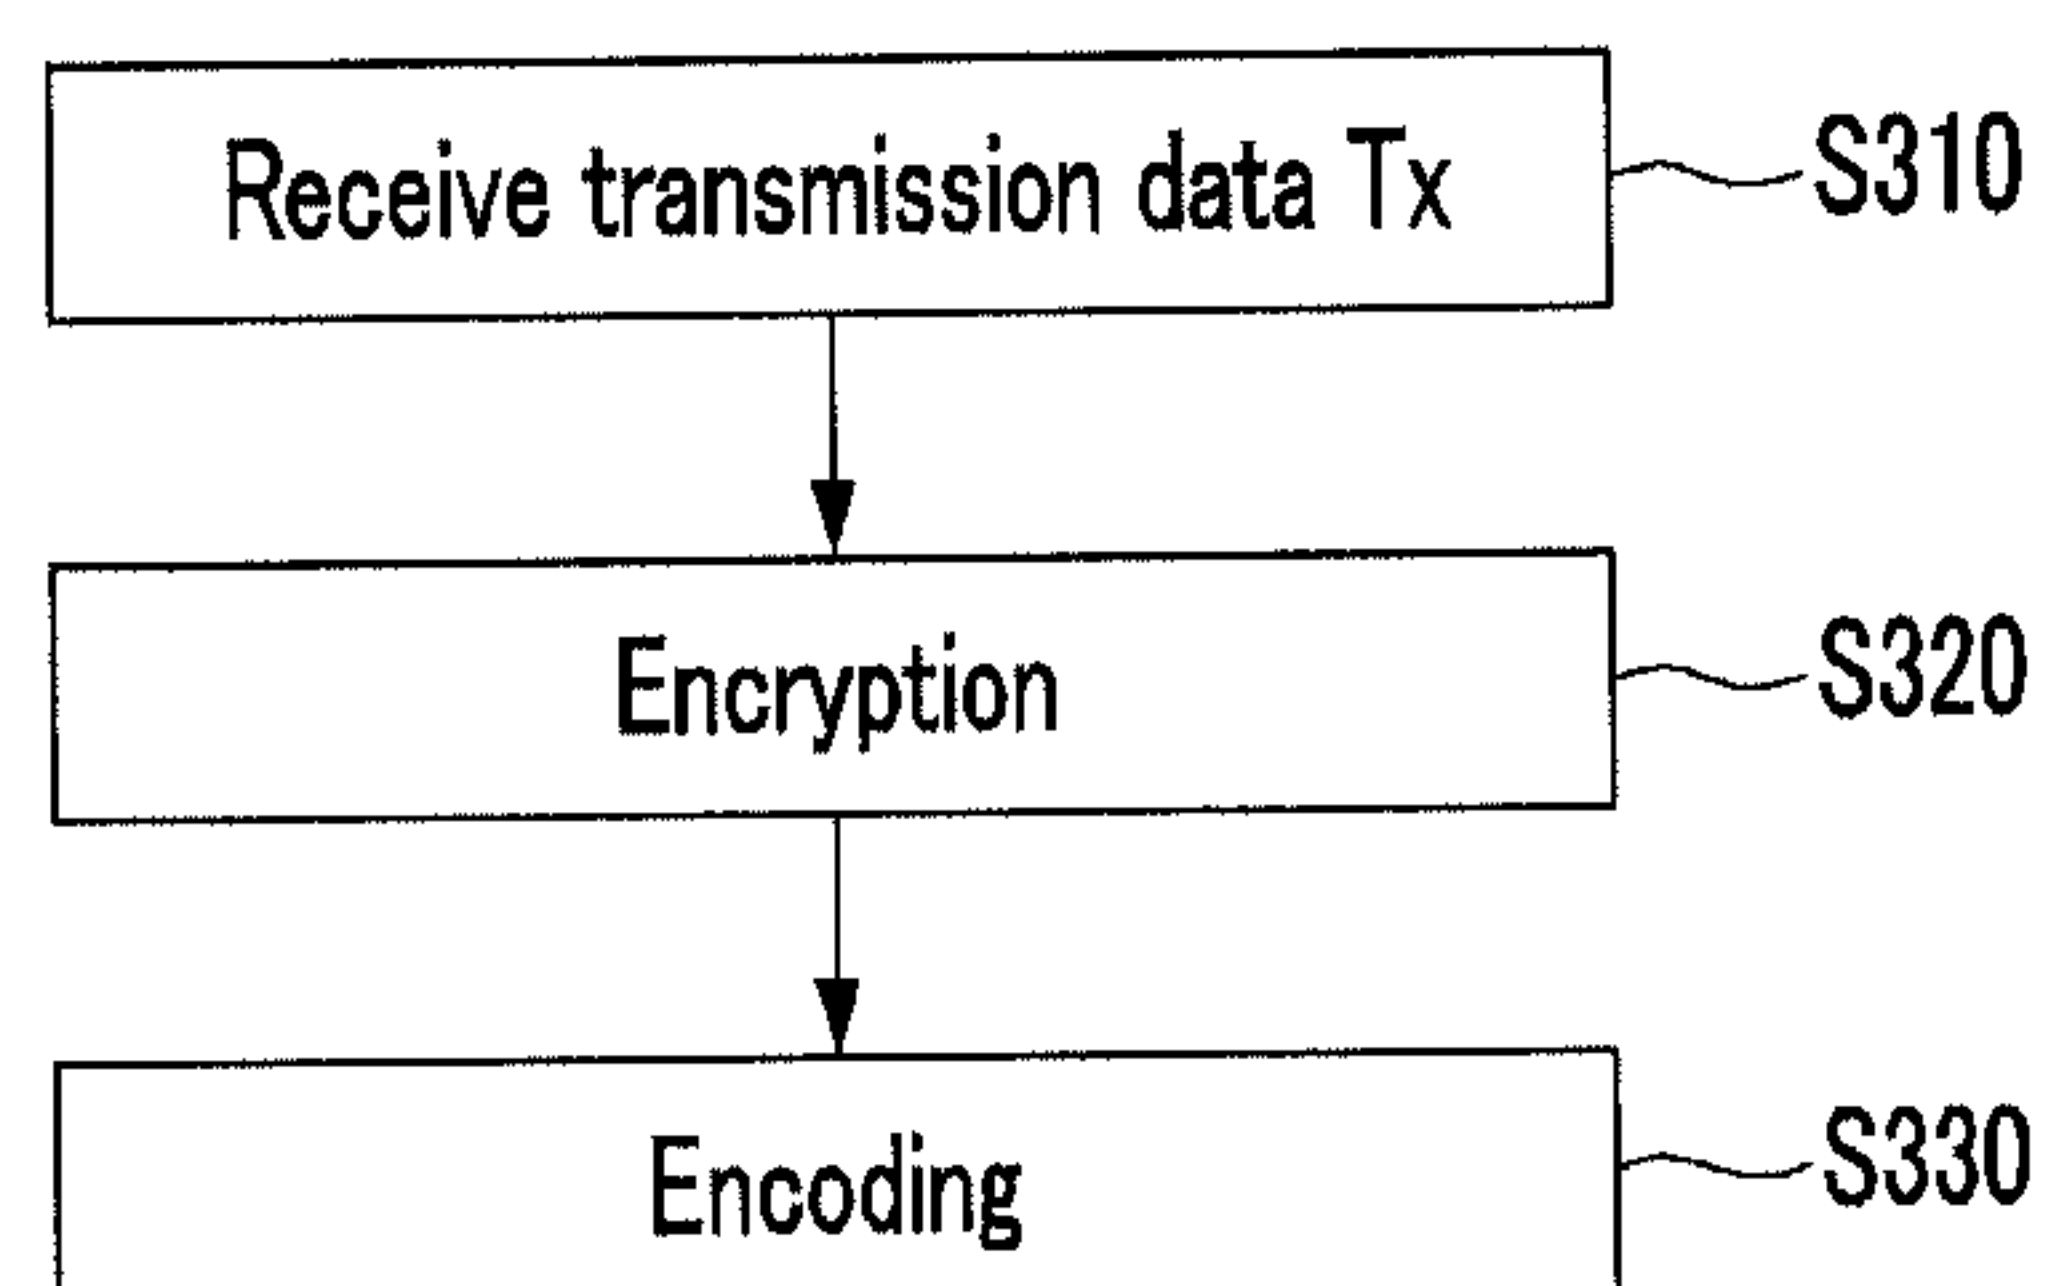 Receive transmission data Tx
S310
Encryption
S320
Encoding
S330